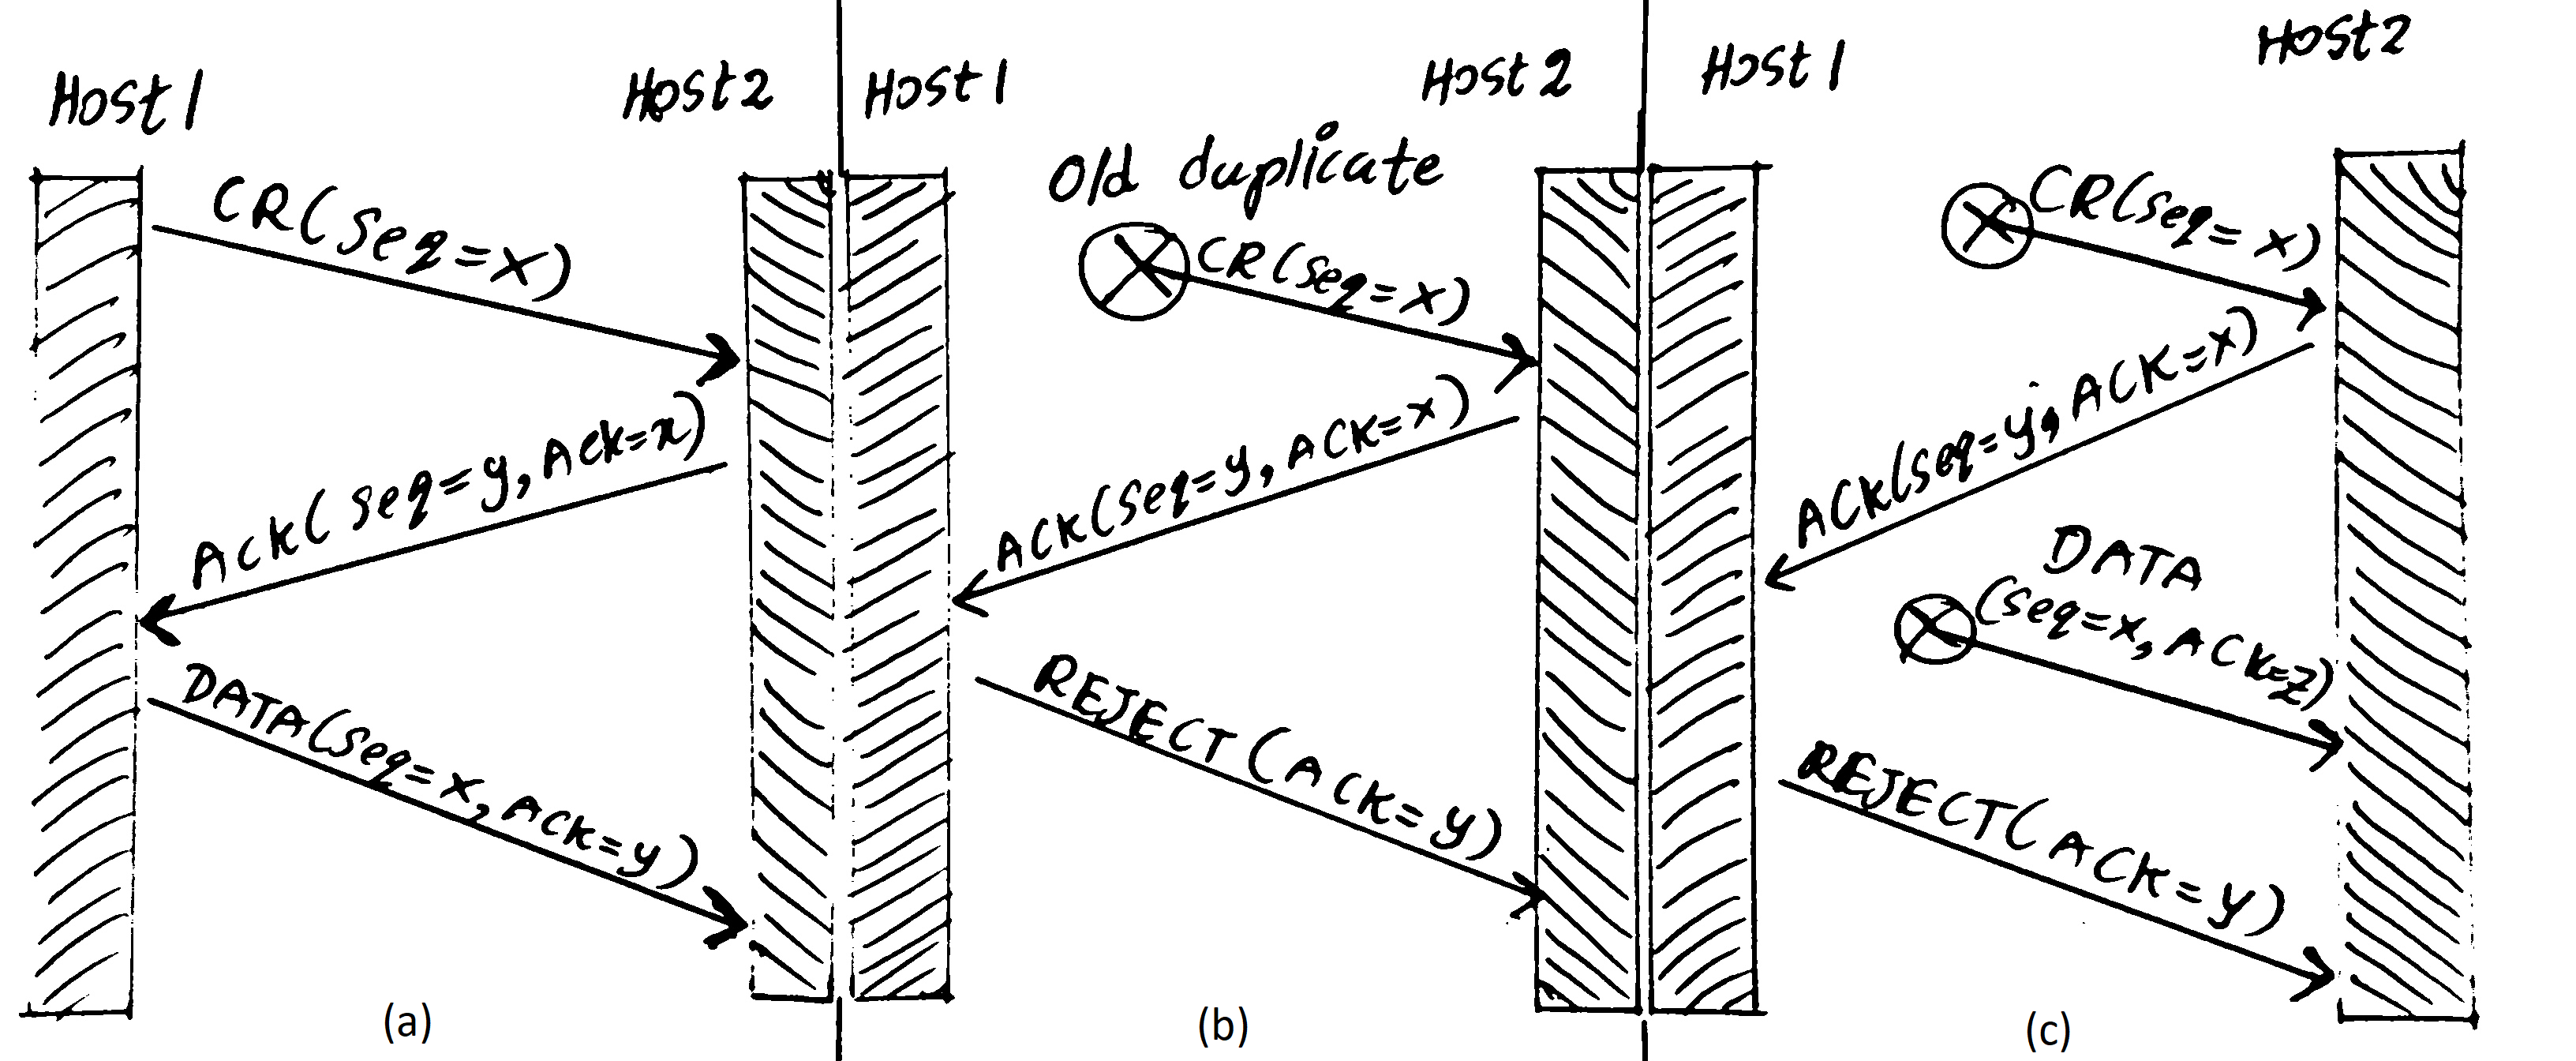 Host 1
Host 2
CR(seq=x)
Ack(seq=y, Ack=x)
DATA(seq=x, Ack=y)
(a)
Host 1
Host 2
Old duplicate
CR(seq=x)
ACK(seq=y, ACK=x)
REJECT (ACK=y)
(b)
Host 1
Host 2
CR(seq=x)
ACK(seq=y, ACK=x)
DATA
(seq=x, ACK=z)
REJECT(ACK=y)
(c)